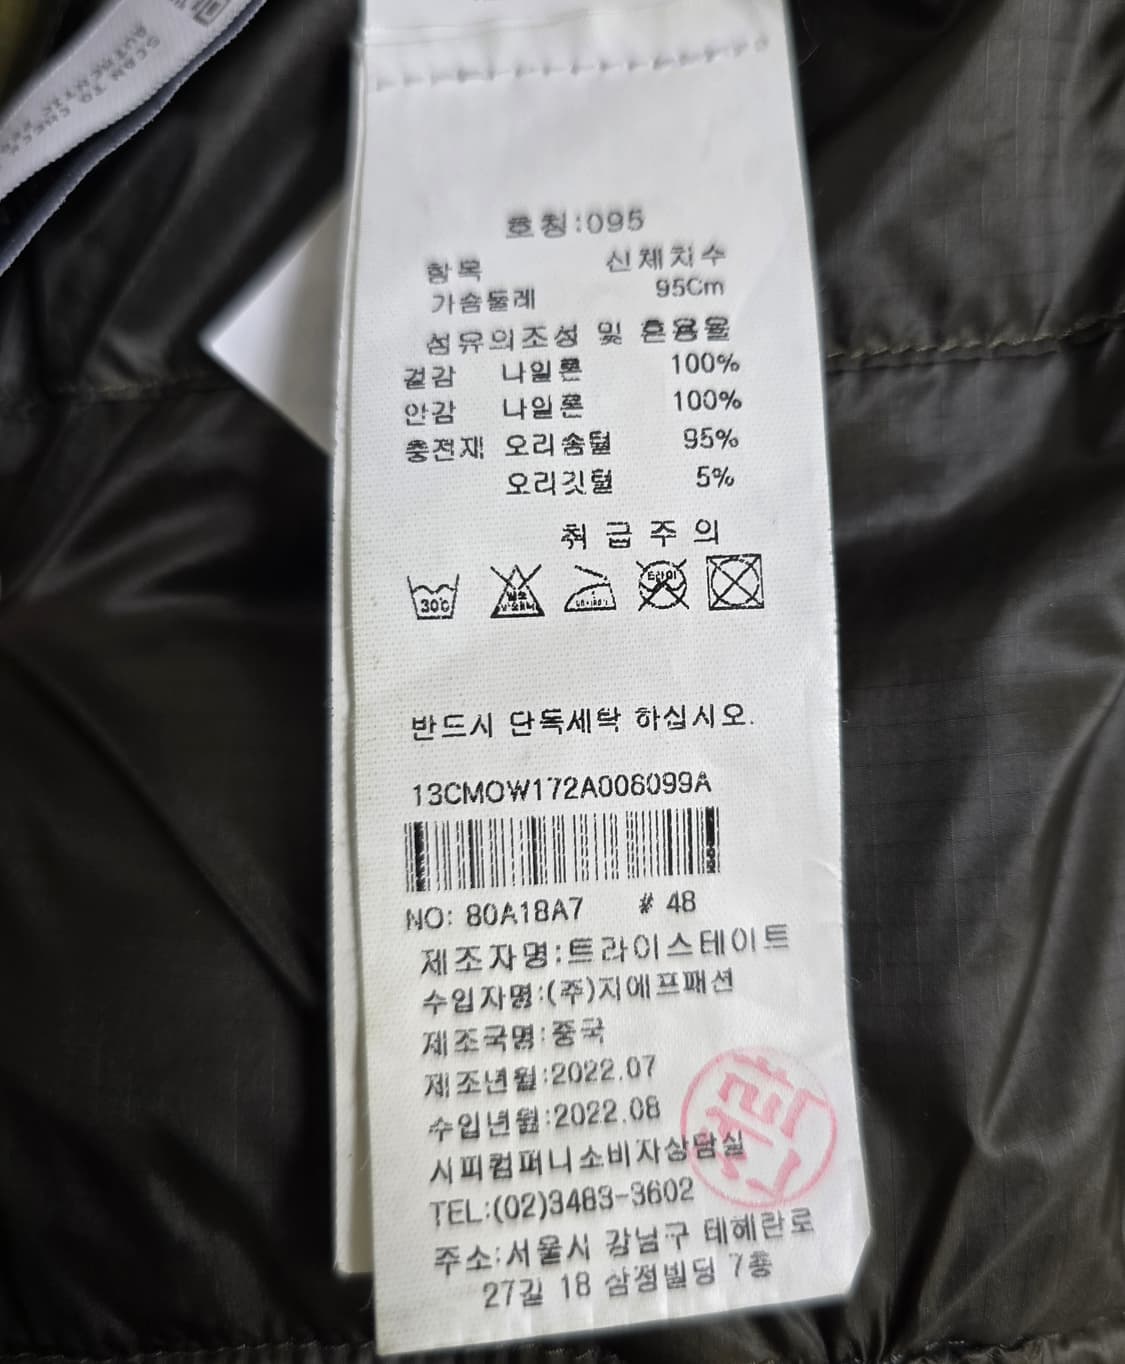 호칭:095
항목 신체치수
가슴둘레 95Cm
섬유의조성 및 혼용율
겉감 나일론 100%
안감 나일론 100%
충전재 오리솜털 95%
오리깃털 5%
취급주의
30℃
드라이
반드시 단독세탁 하십시오.
13CMOW172A006099A
NO: 80A18A7 # 48
제조자명:트라이스테이트
수입자명:(주)지에프패션
제조국명:중국
제조년월:2022.07
수입년월:2022.08
시피컴퍼니소비자상담실
TEL:(02)3483-3602
주소:서울시 강남구 테헤란로
27길 18 삼정빌딩 7층